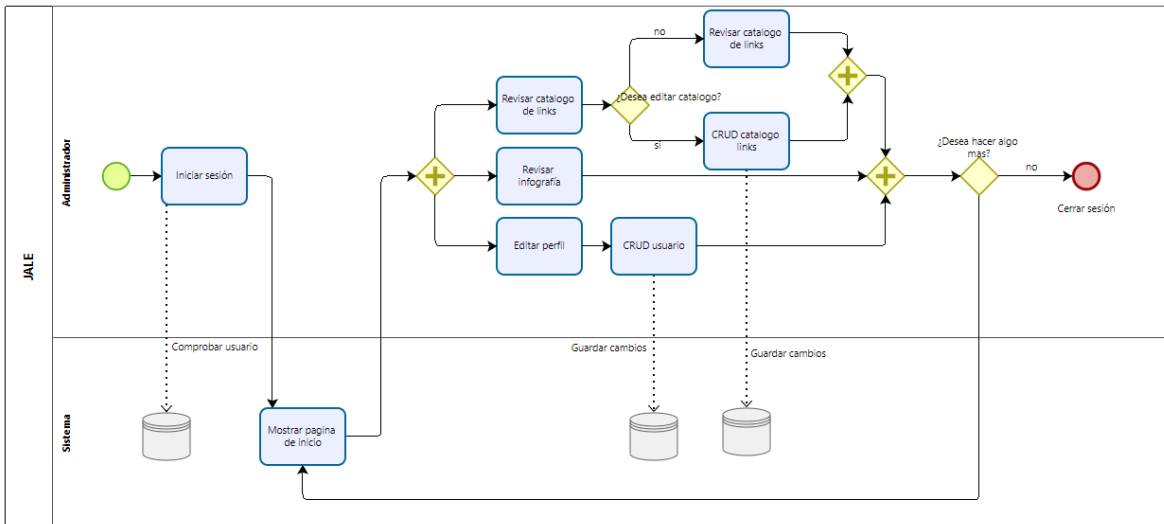 JALE
Administrador
Sistema
Iniciar sesión
Comprobar usuario
Mostrar pagina
de inicio
Revisar catalogo
de links
¿Desea editar catalogo?
no
si
Revisar catalogo
de links
CRUD catalogo
links
Revisar
infografía
Editar perfil
CRUD usuario
Guardar cambios
Guardar cambios
¿Desea hacer algo
mas?
no
Cerrar sesión